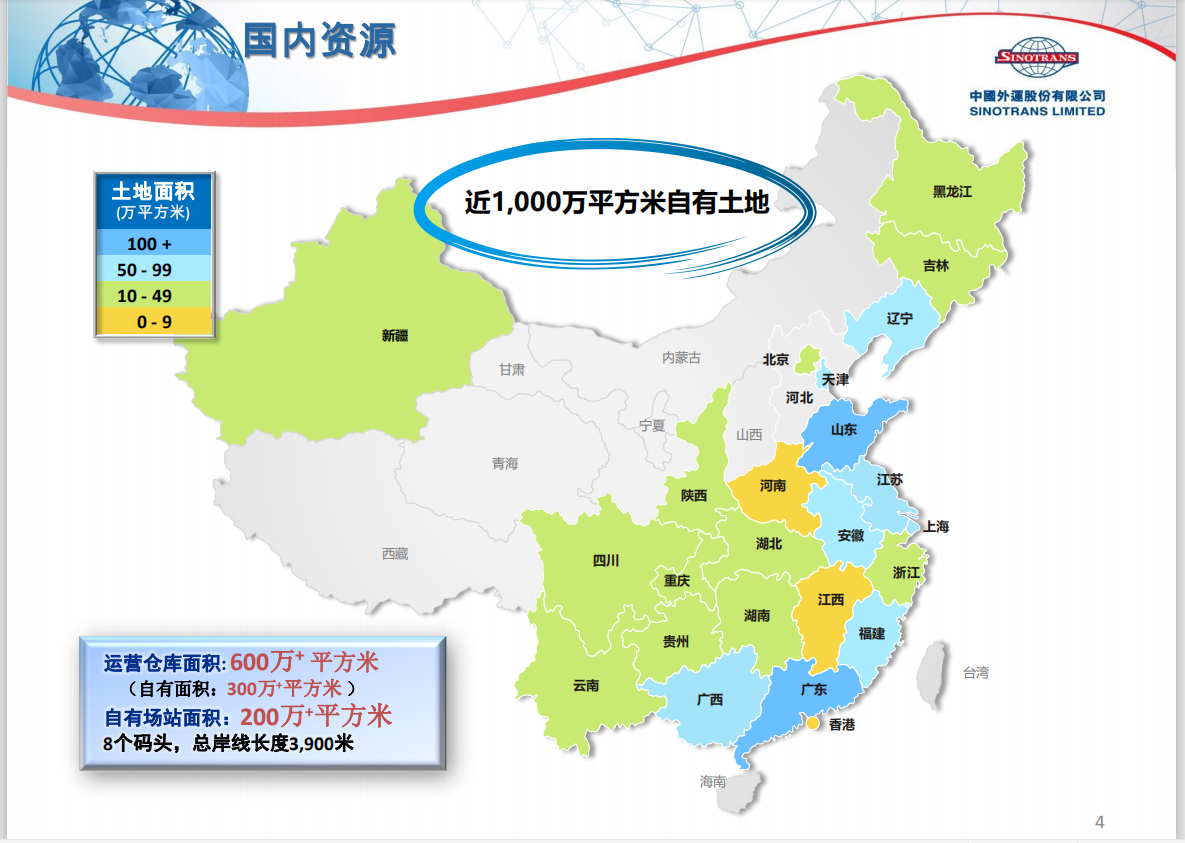 国内资源
SINOTRANS
中國外運股份有限公司
SINOTRANS LIMITED
近1,000万平方米自有土地
土地面积
(万平方米)
100 +
50 - 99
10 - 49
0 - 9
黑龙江
吉林
辽宁
新疆
内蒙古
北京
甘肃
天津
河北
山东
宁夏
山西
青海
江苏
河南
陕西
上海
安徽
湖北
西藏
四川
浙江
重庆
江西
湖南
福建
贵州
台湾
云南
广东
广西
香港
海南
运营仓库面积: 600万+ 平方米
（自有面积：300万+平方米 ）
自有场站面积： 200万+平方米
8个码头，总岸线长度3,900米
4